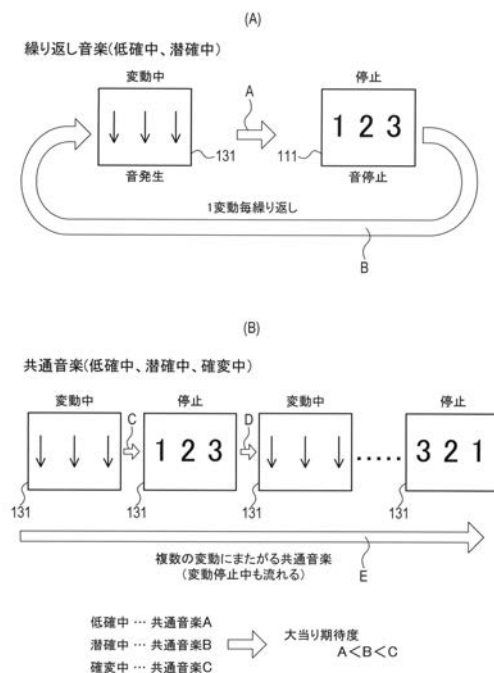 (A)
繰り返し音楽(低確中、潜確中)
変動中
A
停止
1 2 3
131
111
音発生
音停止
1変動毎繰り返し
B
(B)
共通音楽(低確中、潜確中、確変中)
変動中
C
停止
D
変動中
停止
1 2 3
.....
3 2 1
131
131
131
131
複数の変動にまたがる共通音楽
E
(変動停止中も流れる)
低確中 … 共通音楽A
潜確中 … 共通音楽B
確変中 … 共通音楽C
大当り期待度
A<B<C